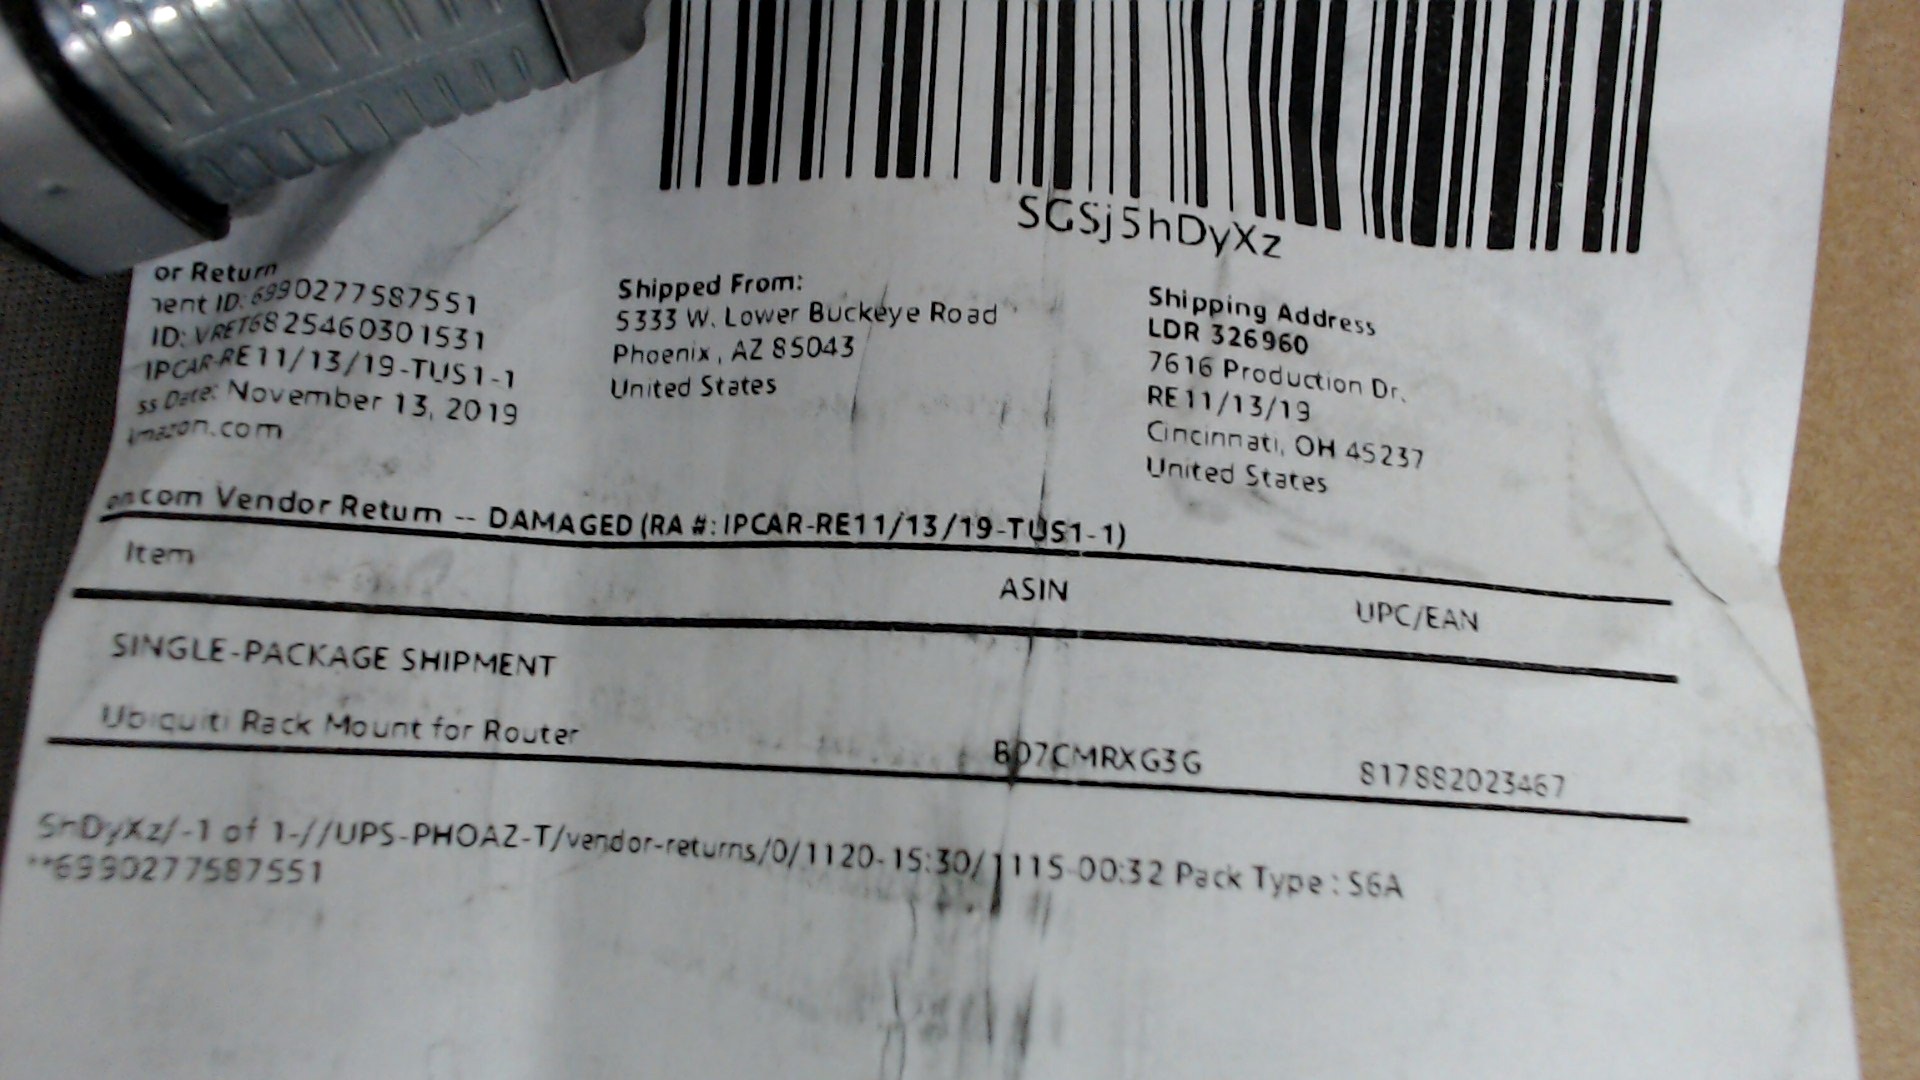 SGSj5hDyXz
or Return
nent ID: 6990277587551
ID: VRET6825460301531
IPCAR-RE11/13/19-TUS1-1
ss Date: November 13, 2019
amazon.com
Shipped From:
5333 W. Lower Buckeye Road
Phoenix, AZ 85043
United States
Shipping Address
LDR 326960
7616 Production Dr.
RE11/13/19
Cincinnati, OH 45237
United States
on.com Vendor Return -- DAMAGED (RA #: IPCAR-RE11/13/19-TUS1-1)
Item ASIN UPC/EAN
SINGLE-PACKAGE SHIPMENT
Ubiquiti Rack Mount for Router B07CMRXG3G 817882023467
5hDyXz/-1 of 1-//UPS-PHOAZ-T/vendor-returns/0/1120-15:30/1115-00:32 Pack Type : S6A
**6990277587551